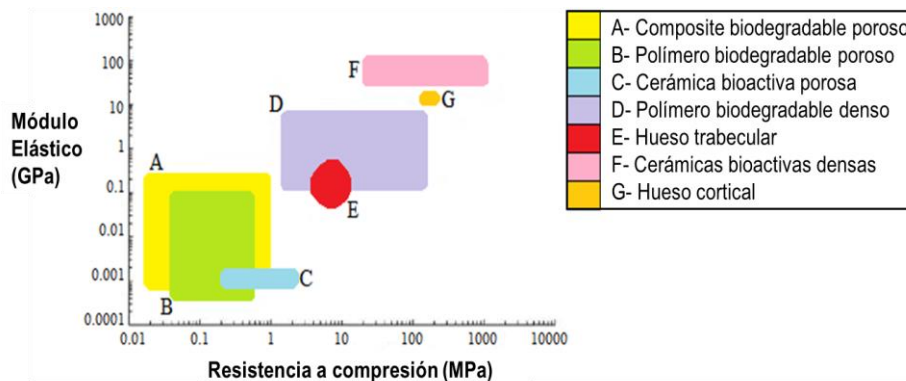 1000
100
10
1
0.1
0.01
0.001
0.0001
Módulo
Elástico
(GPa)
A
B
C
D
E
F
G
0.01 0.1 1 10 100 1000 10000
Resistencia a compresión (MPa)
A- Composite biodegradable poroso
B- Polímero biodegradable poroso
C- Cerámica bioactiva porosa
D- Polímero biodegradable denso
E- Hueso trabecular
F- Cerámicas bioactivas densas
G- Hueso cortical